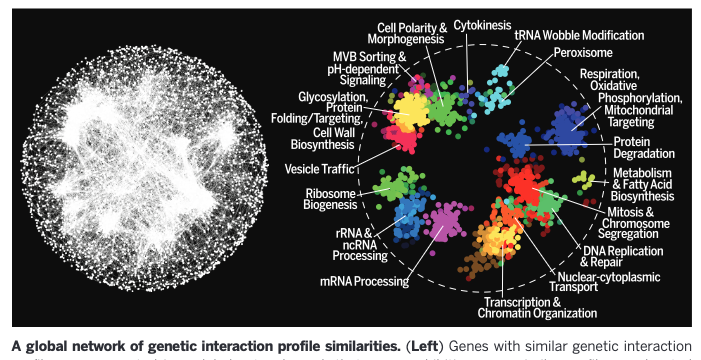 Cell Polarity &
Morphogenesis
Cytokinesis
tRNA Wobble Modification
Peroxisome
MVB Sorting &
pH-dependent
Signaling
Respiration,
Oxidative
Phosphorylation,
Mitochondrial
Targeting
Glycosylation,
Protein
Folding/Targeting,
Cell Wall
Biosynthesis
Protein
Degradation
Vesicle Traffic
Metabolism
& Fatty Acid
Biosynthesis
Ribosome
Biogenesis
Mitosis &
Chromosome
Segregation
rRNA &
ncRNA
Processing
DNA Replication
& Repair
mRNA Processing
Nuclear-cytoplasmic
Transport
Transcription &
Chromatin Organization
A global network of genetic interaction profile similarities. (Left) Genes with similar genetic interaction